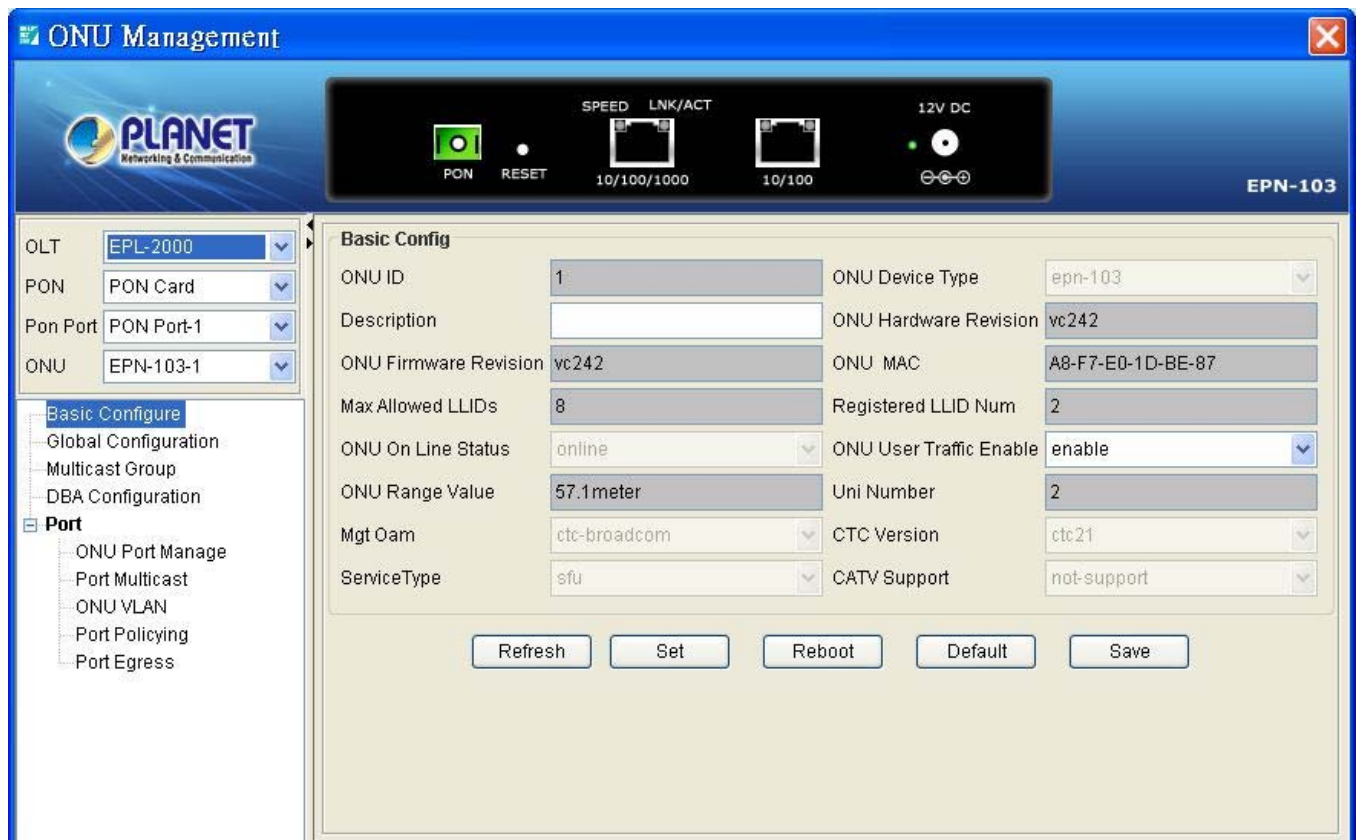 ONU Management
PLANET
Networking & Communication
SPEED LNK/ACT
12V DC
PON RESET 10/100/1000 10/100
EPN-103
OLT EPL-2000
PON PON Card
Pon Port PON Port-1
ONU EPN-103-1
Basic Configure
Global Configuration
Multicast Group
DBA Configuration
Port
ONU Port Manage
Port Multicast
ONU VLAN
Port Policying
Port Egress
Basic Config
ONU ID 1 ONU Device Type epn-103
Description ONU Hardware Revision vc242
ONU Firmware Revision vc242 ONU MAC A8-F7-E0-1D-BE-87
Max Allowed LLIDs 8 Registered LLID Num 2
ONU On Line Status online ONU User Traffic Enable enable
ONU Range Value 57.1meter Uni Number 2
Mgt Oam ctc-broadcom CTC Version ctc21
ServiceType sfu CATV Support not-support
Refresh Set Reboot Default Save